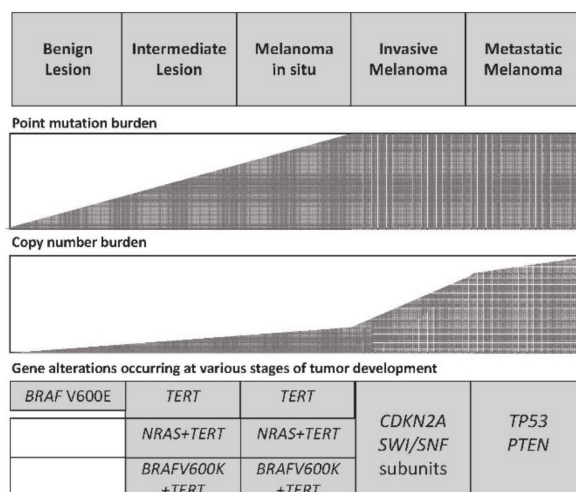 Benign Lesion
Intermediate Lesion
Melanoma in situ
Invasive Melanoma
Metastatic Melanoma
Point mutation burden
Copy number burden
Gene alterations occurring at various stages of tumor development
BRAF V600E
TERT
TERT
CDKN2A
SWI/SNF
subunits
TP53
PTEN
NRAS+TERT
NRAS+TERT
BRAFV600K
+TERT
BRAFV600K
+TERT